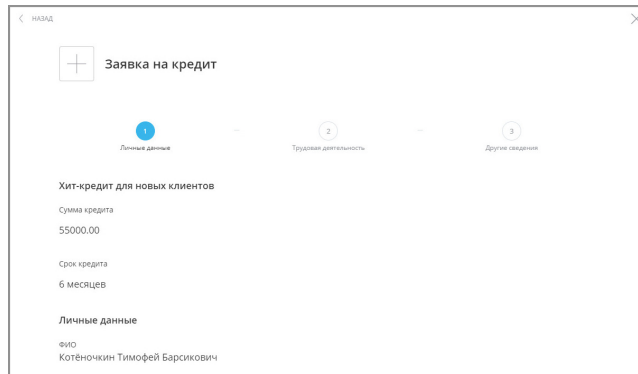 НАЗАД
Заявка на кредит
1 2 3
Личные данные Трудовая деятельность Другие сведения
Хит-кредит для новых клиентов
Сумма кредита
55000.00
Срок кредита
6 месяцев
Личные данные
ФИО
Котёночкин Тимофей Барсикович